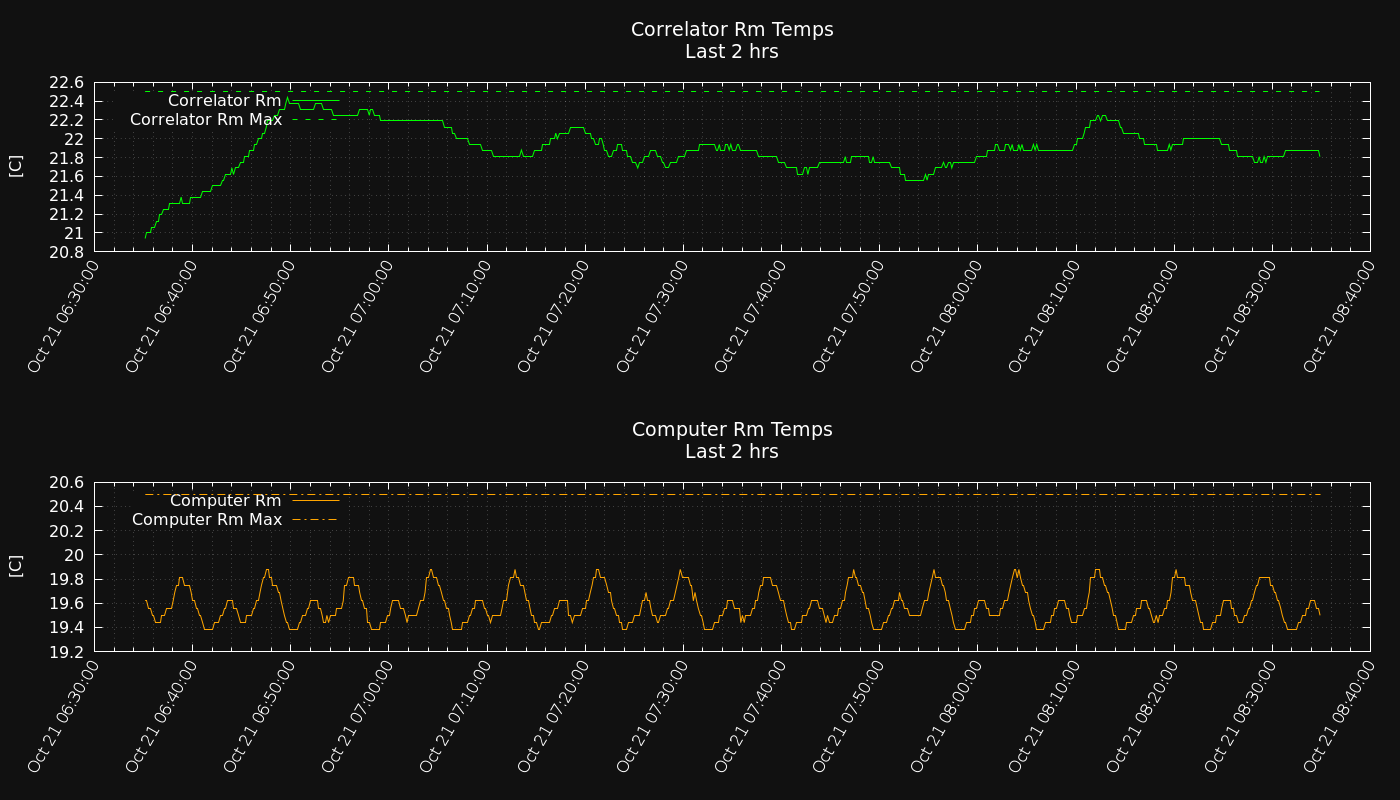 Correlator Rm Temps
Last 2 hrs
[C]
22.6
22.4
22.2
22
21.8
21.6
21.4
21.2
21
20.8
Correlator Rm
Correlator Rm Max
Oct 21 06:30:00
Oct 21 06:40:00
Oct 21 06:50:00
Oct 21 07:00:00
Oct 21 07:10:00
Oct 21 07:20:00
Oct 21 07:30:00
Oct 21 07:40:00
Oct 21 07:50:00
Oct 21 08:00:00
Oct 21 08:10:00
Oct 21 08:20:00
Oct 21 08:30:00
Oct 21 08:40:00
Computer Rm Temps
Last 2 hrs
[C]
20.6
20.4
20.2
20
19.8
19.6
19.4
19.2
Computer Rm
Computer Rm Max
Oct 21 06:30:00
Oct 21 06:40:00
Oct 21 06:50:00
Oct 21 07:00:00
Oct 21 07:10:00
Oct 21 07:20:00
Oct 21 07:30:00
Oct 21 07:40:00
Oct 21 07:50:00
Oct 21 08:00:00
Oct 21 08:10:00
Oct 21 08:20:00
Oct 21 08:30:00
Oct 21 08:40:00